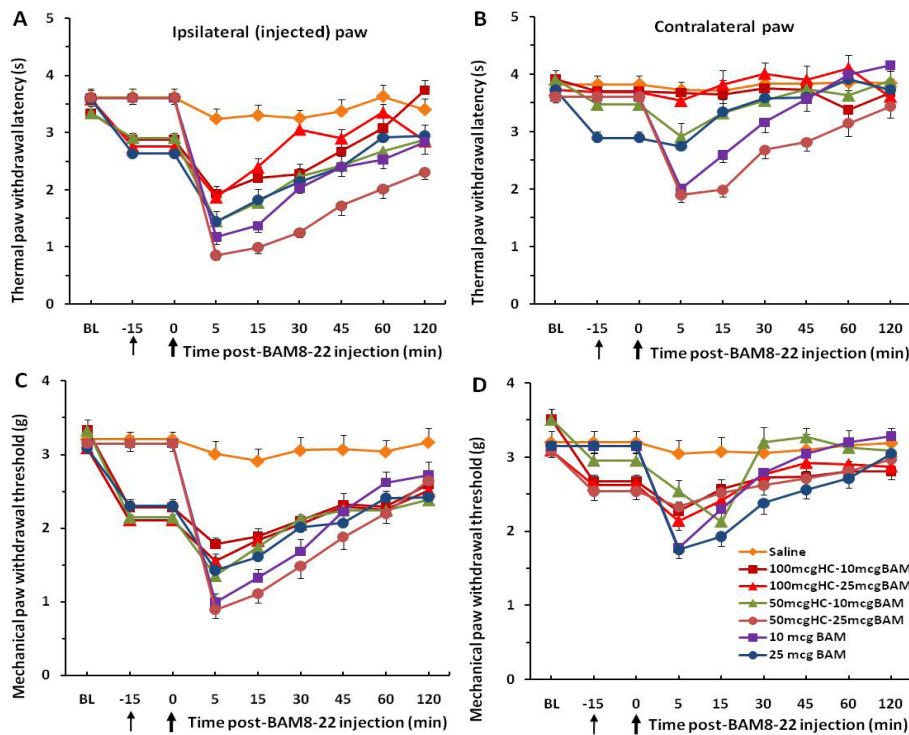 A
Ipsilateral (injected) paw
Thermal paw withdrawal latency (s)
5
4
3
2
1
0
BL -15 0 5 15 30 45 60 120
Time post-BAM8-22 injection (min)
B
Contralateral paw
Thermal paw withdrawal latency (s)
5
4
3
2
1
0
BL -15 0 5 15 30 45 60 120
Time post-BAM8-22 injection (min)
C
Mechanical paw withdrawal threshold (g)
4
3
2
1
0
BL -15 0 5 15 30 45 60 120
Time post-BAM8-22 injection (min)
D
Mechanical paw withdrawal threshold (g)
4
3
2
1
0
Saline
100mcgHC-10mcgBAM
100mcgHC-25mcgBAM
50mcgHC-10mcgBAM
50mcgHC-25mcgBAM
10 mcg BAM
25 mcg BAM
BL -15 0 5 15 30 45 60 120
Time post-BAM8-22 injection (min)